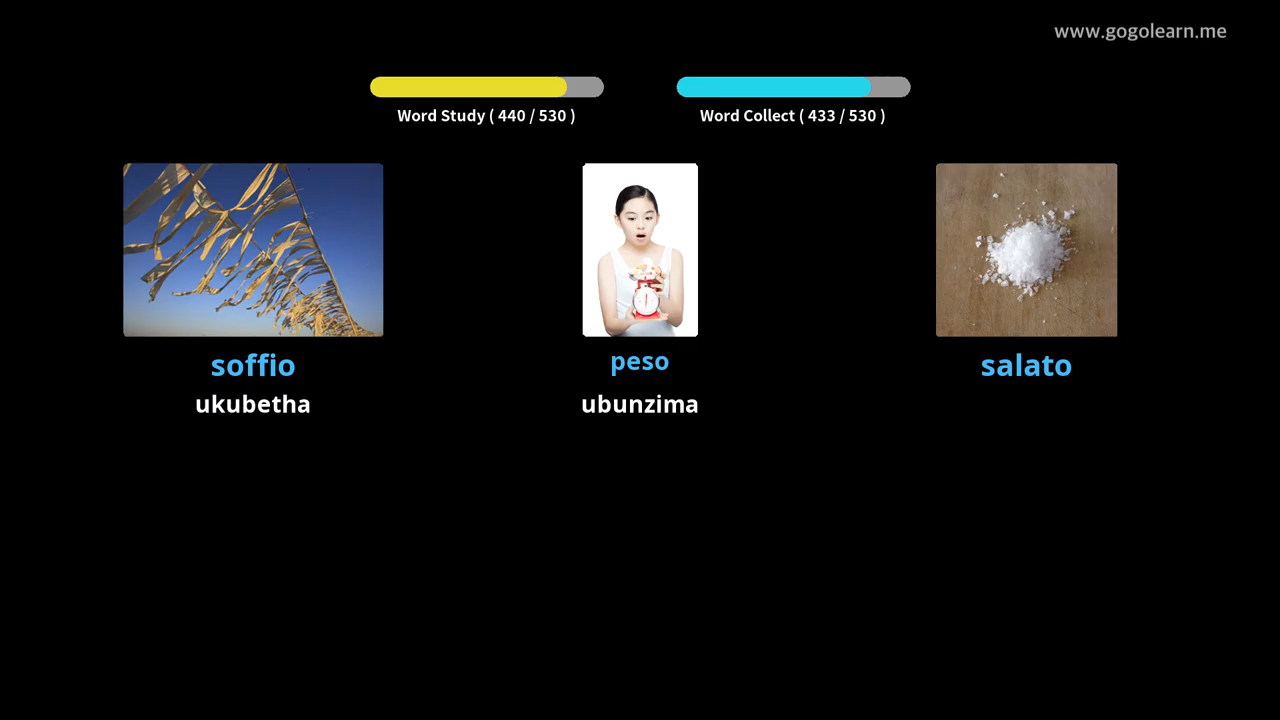 www.gogolearn.me
Word Study ( 440 / 530 )
Word Collect ( 433 / 530 )
soffio
peso
salato
ukubetha
ubunzima